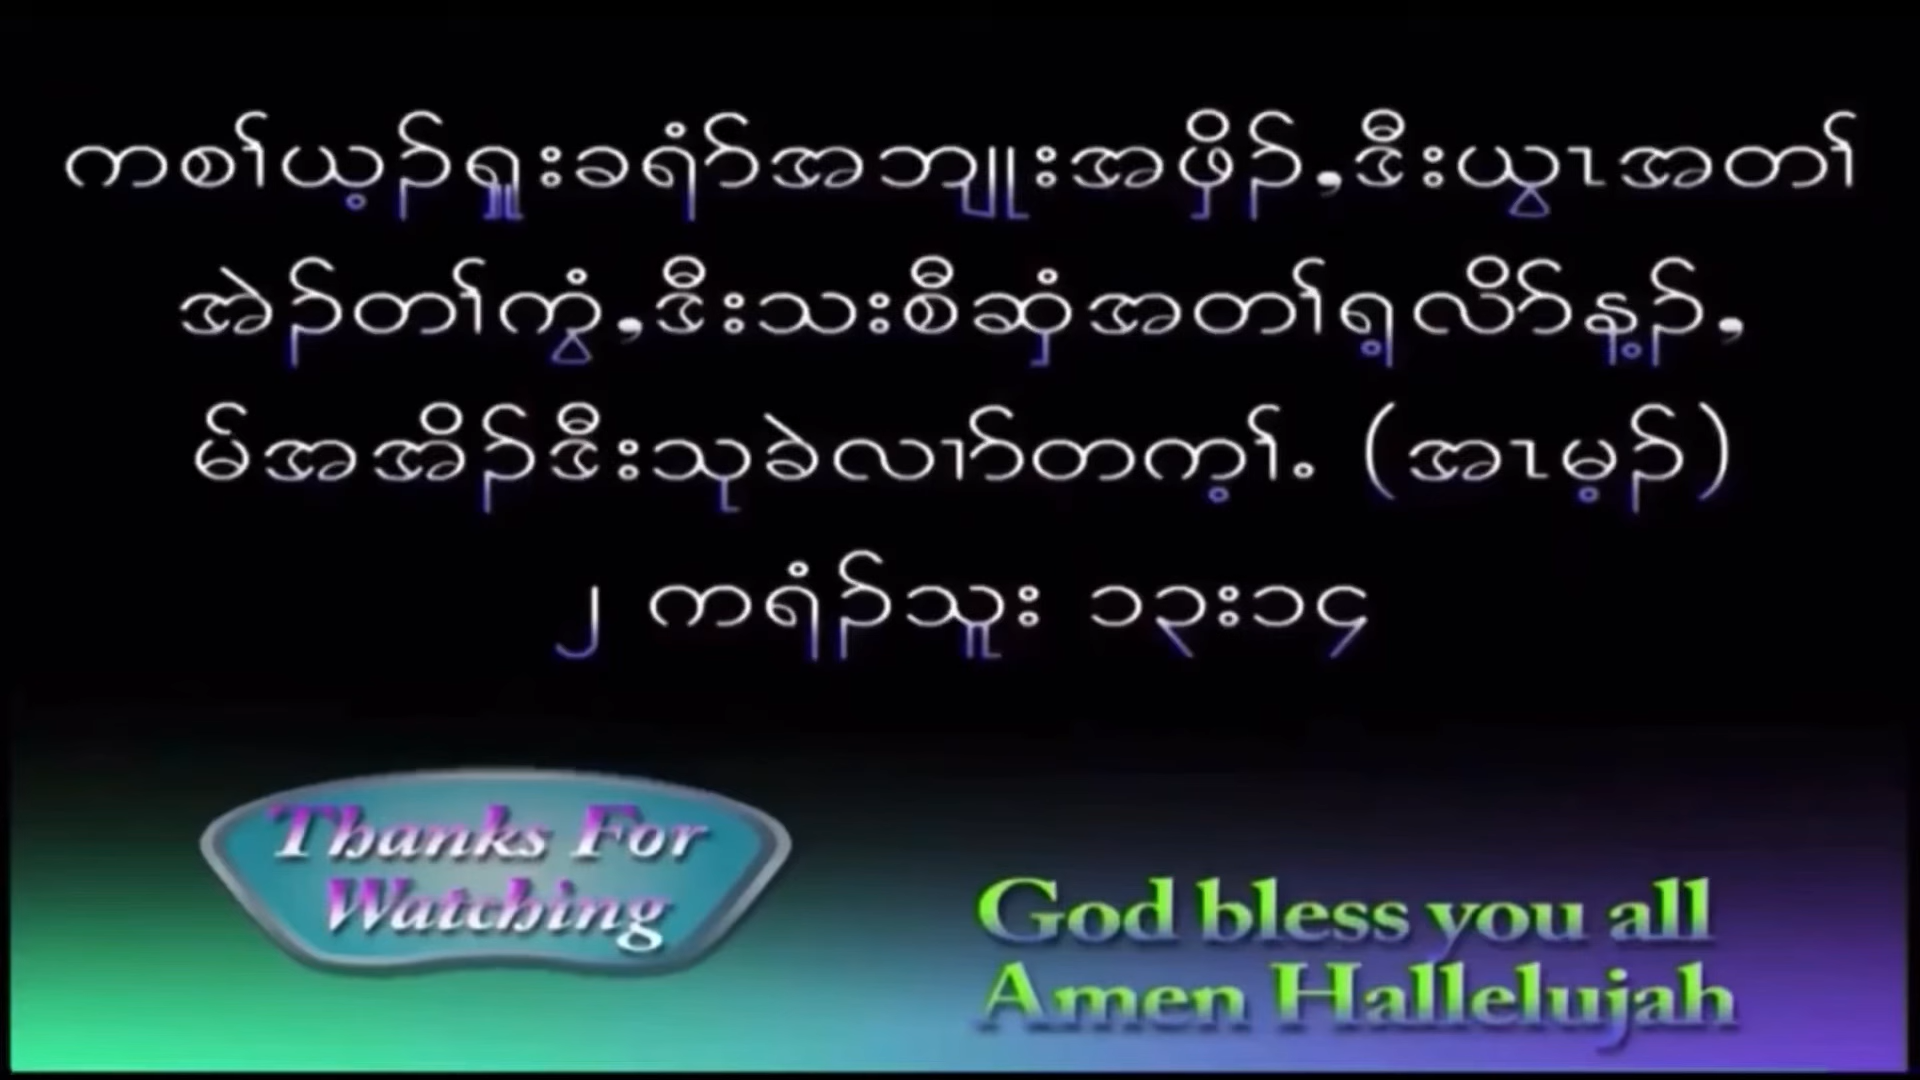 ကစၢ်ယ့ၣ်ရှူးခရံာ်အဘျုးအဖှိၣ်,ဒီးယွၤအတၢ်
အဲၣ်တၢ်ကွံ,ဒီးသးစီဆှံအတၢ်ရ့လိာ်န့ၣ်,
မ်အအိၣ်ဒီးသုခဲလၢာ်တက့ၢ်. (အၤမ့ၣ်)
၂ ကရံၣ်သူး ၁၃း၁၄
Thanks For
Watching
God bless you all
Amen Hallelujah